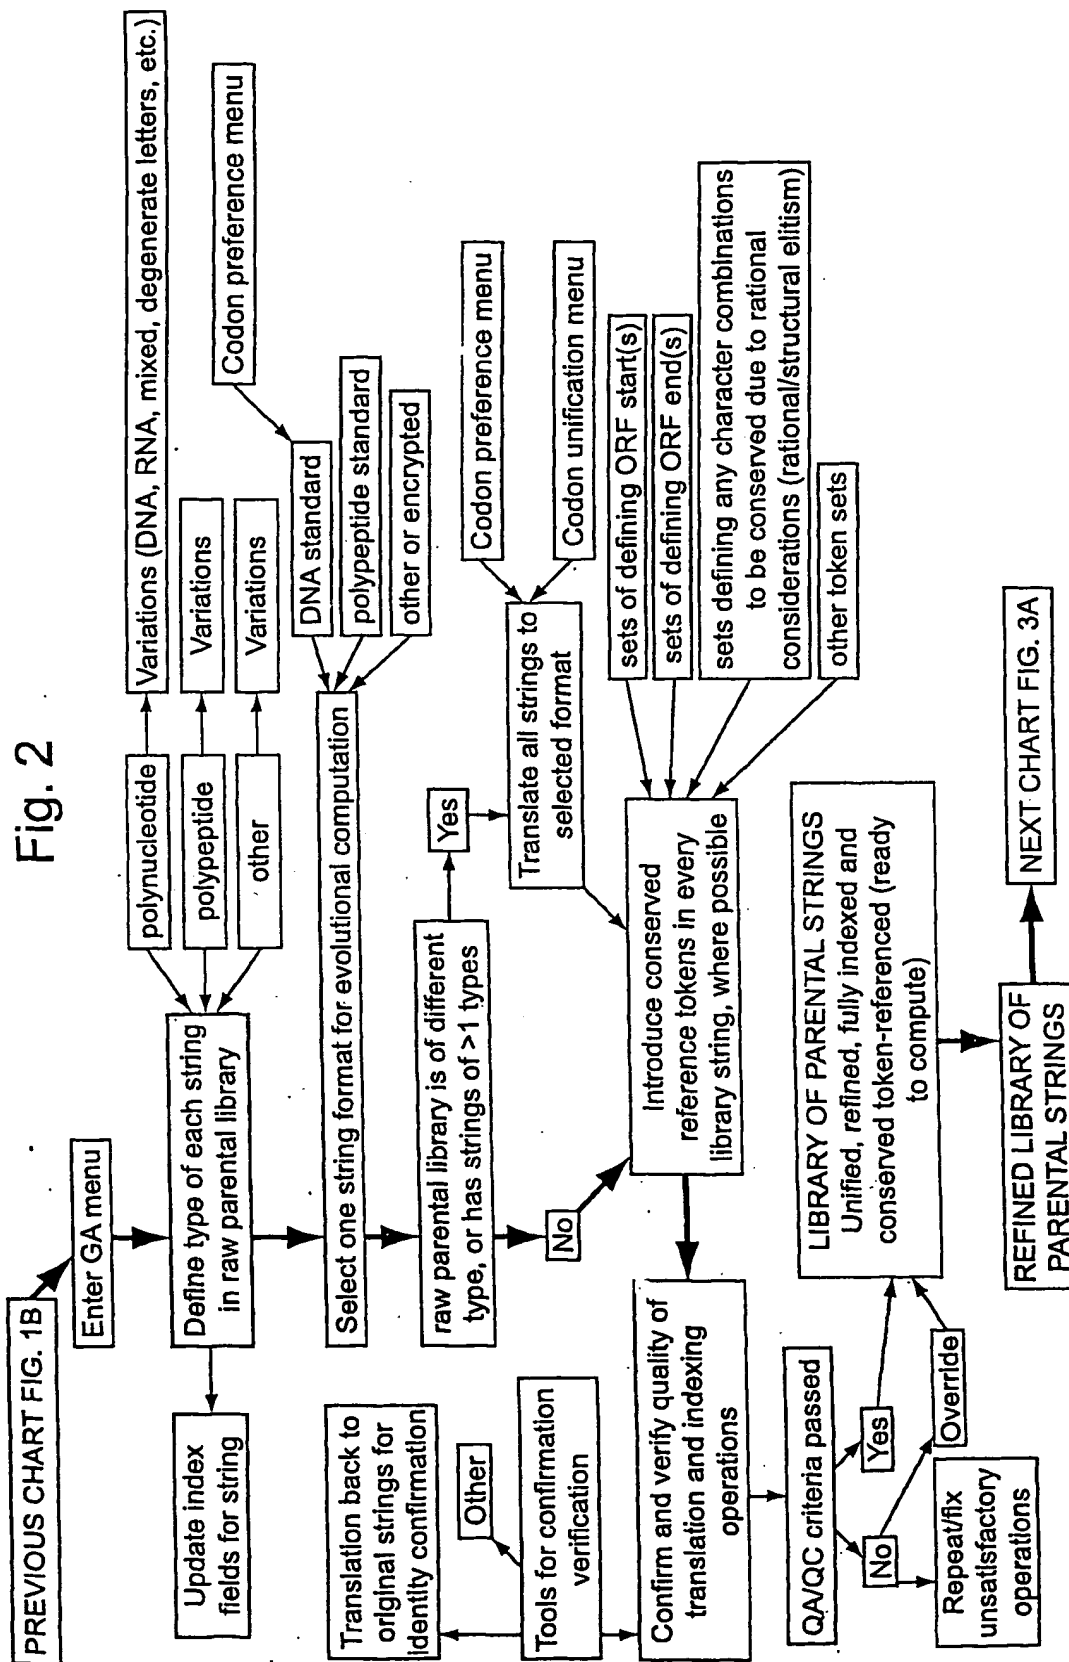 Fig. 2
PREVIOUS CHART FIG. 1B
Enter GA menu
Define type of each string
in raw parental library
Update index
fields for string
polynucleotide
polypeptide
other
Variations (DNA, RNA, mixed, degenerate letters, etc.)
Variations
Variations
Select one string format for evolutional computation
DNA standard
polypeptide standard
other or encrypted
Codon preference menu
raw parental library is of different
type, or has strings of >1 types
Yes
No
Translate all strings to
selected format
Codon preference menu
Codon unification menu
Introduce conserved
reference tokens in every
library string, where possible
sets of defining ORF start(s)
sets of defining ORF end(s)
sets defining any character combinations
to be conserved due to rational
considerations (rational/structural elitism)
other token sets
Translation back to
original strings for
identity confirmation
Other
Tools for confirmation
verification
Confirm and verify quality of
translation and indexing
operations
QA/QC criteria passed
Yes
No
Override
Repeat/fix
unsatisfactory
operations
LIBRARY OF PARENTAL STRINGS
Unified, refined, fully indexed and
conserved token-referenced (ready
to compute)
REFINED LIBRARY OF
PARENTAL STRINGS
NEXT CHART FIG. 3A